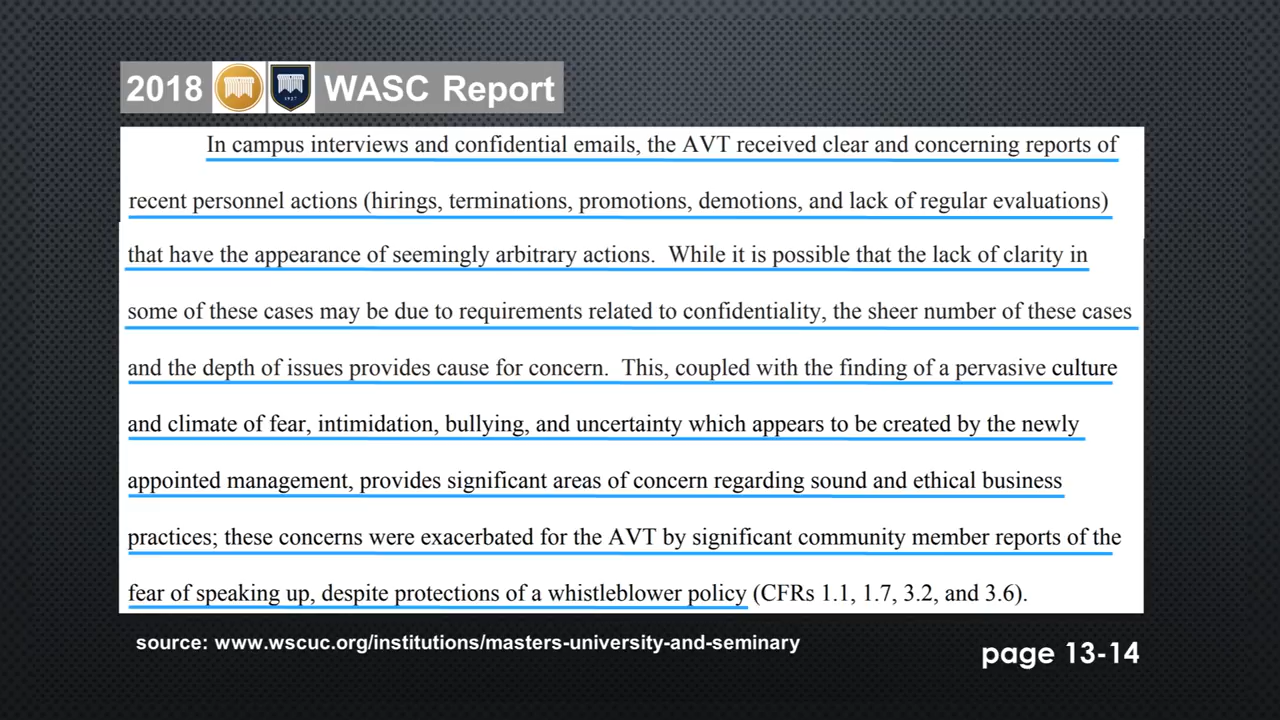 2018 WASC Report
In campus interviews and confidential emails, the AVT received clear and concerning reports of
recent personnel actions (hirings, terminations, promotions, demotions, and lack of regular evaluations)
that have the appearance of seemingly arbitrary actions.  While it is possible that the lack of clarity in
some of these cases may be due to requirements related to confidentiality, the sheer number of these cases
and the depth of issues provides cause for concern.  This, coupled with the finding of a pervasive culture
and climate of fear, intimidation, bullying, and uncertainty which appears to be created by the newly
appointed management, provides significant areas of concern regarding sound and ethical business
practices; these concerns were exacerbated for the AVT by significant community member reports of the
fear of speaking up, despite protections of a whistleblower policy (CFRs 1.1, 1.7, 3.2, and 3.6).
source: www.wscuc.org/institutions/masters-university-and-seminary
page 13-14